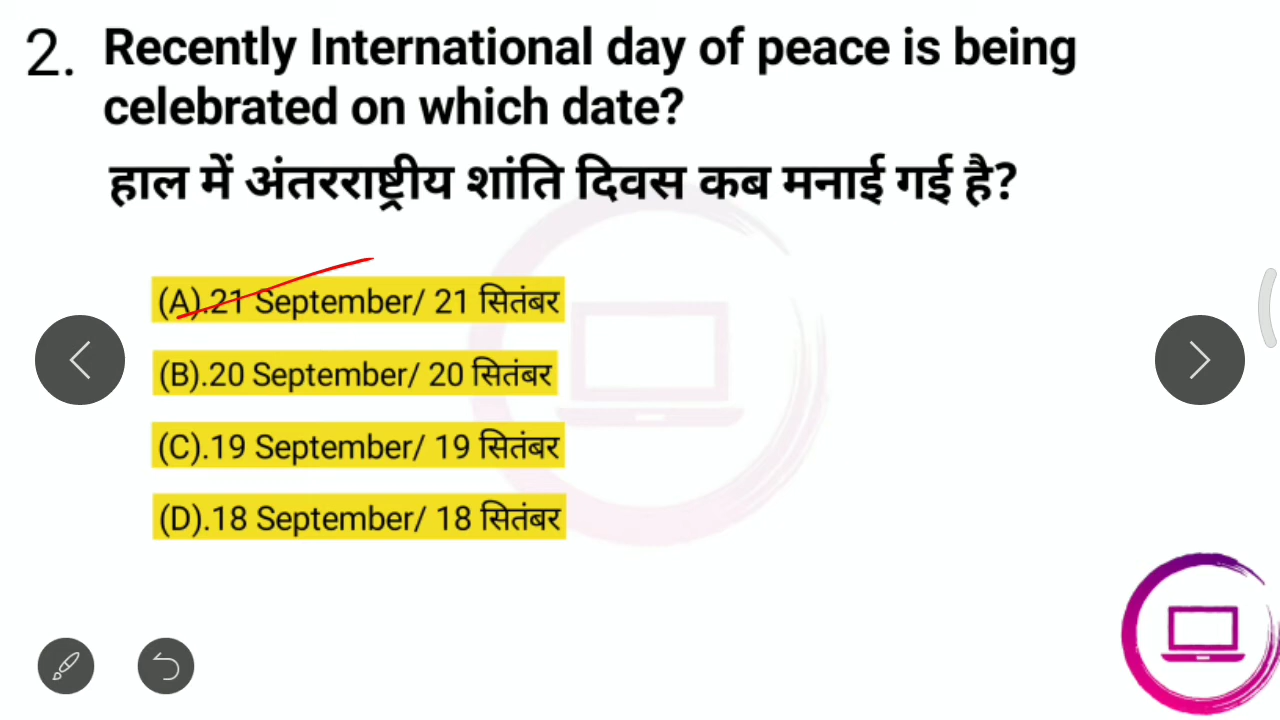 2. Recently International day of peace is being
celebrated on which date?
हाल में अंतरराष्ट्रीय शांति दिवस कब मनाई गई है?
(A).21 September/ 21 सितंबर
(B).20 September/ 20 सितंबर
(C).19 September/ 19 सितंबर
(D).18 September/ 18 सितंबर